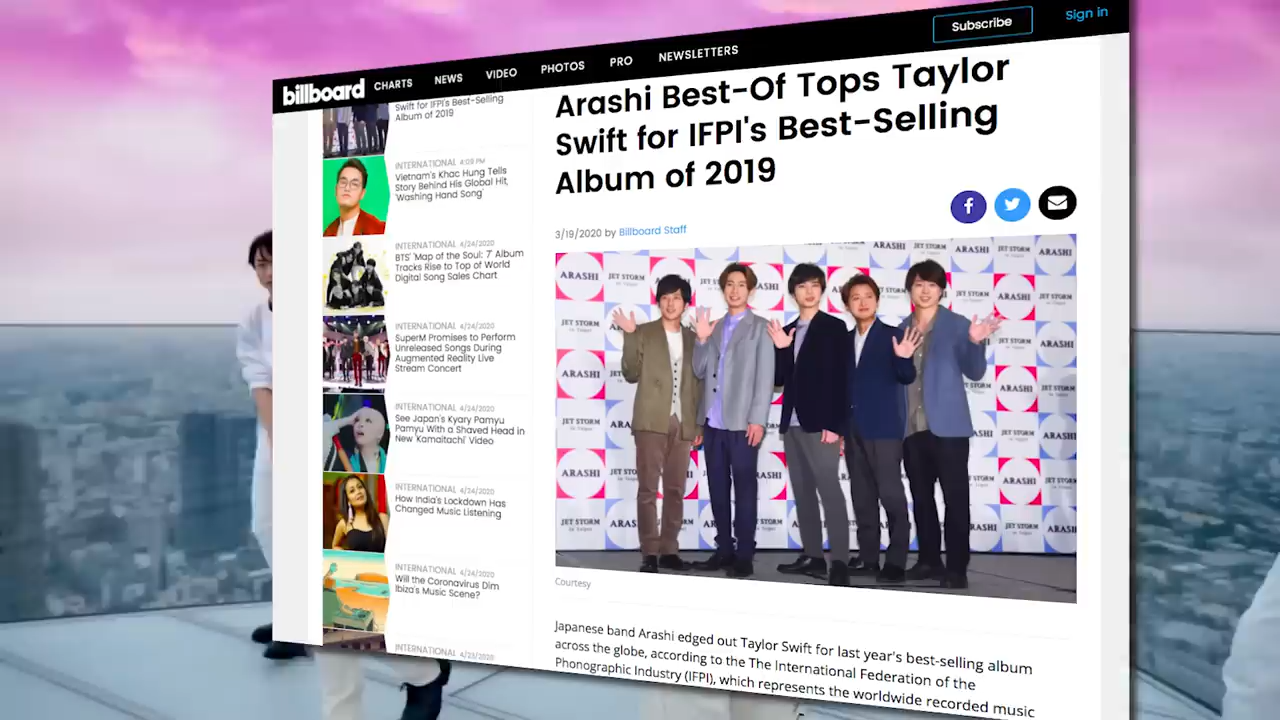 billboard
CHARTS
NEWS
VIDEO
PHOTOS
PRO
NEWSLETTERS
Subscribe
Sign in
Swift for IFPI's Best-Selling
Album of 2019
INTERNATIONAL 4:09 PM
Vietnam's Khac Hung Tells
Story Behind His Global Hit,
'Washing Hand Song'
INTERNATIONAL 4/24/2020
BTS' 'Map of the Soul: 7' Album
Tracks Rise to Top of World
Digital Song Sales Chart
INTERNATIONAL 4/24/2020
SuperM Promises to Perform
Unreleased Songs During
Augmented Reality Live
Stream Concert
INTERNATIONAL 4/24/2020
See Japan's Kyary Pamyu
Pamyu With a Shaved Head in
New 'Kamaitachi' Video
INTERNATIONAL 4/24/2020
How India's Lockdown Has
Changed Music Listening
INTERNATIONAL 4/24/2020
Will the Coronavirus Dim
Ibiza's Music Scene?
INTERNATIONAL 4/23/2020
Arashi Best-Of Tops Taylor
Swift for IFPI's Best-Selling
Album of 2019
3/19/2020 by Billboard Staff
ARASHI
JET STORM
in Taipei
Courtesy
Japanese band Arashi edged out Taylor Swift for last year's best-selling album
across the globe, according to the The International Federation of the
Phonographic Industry (IFPI), which represents the worldwide recorded music